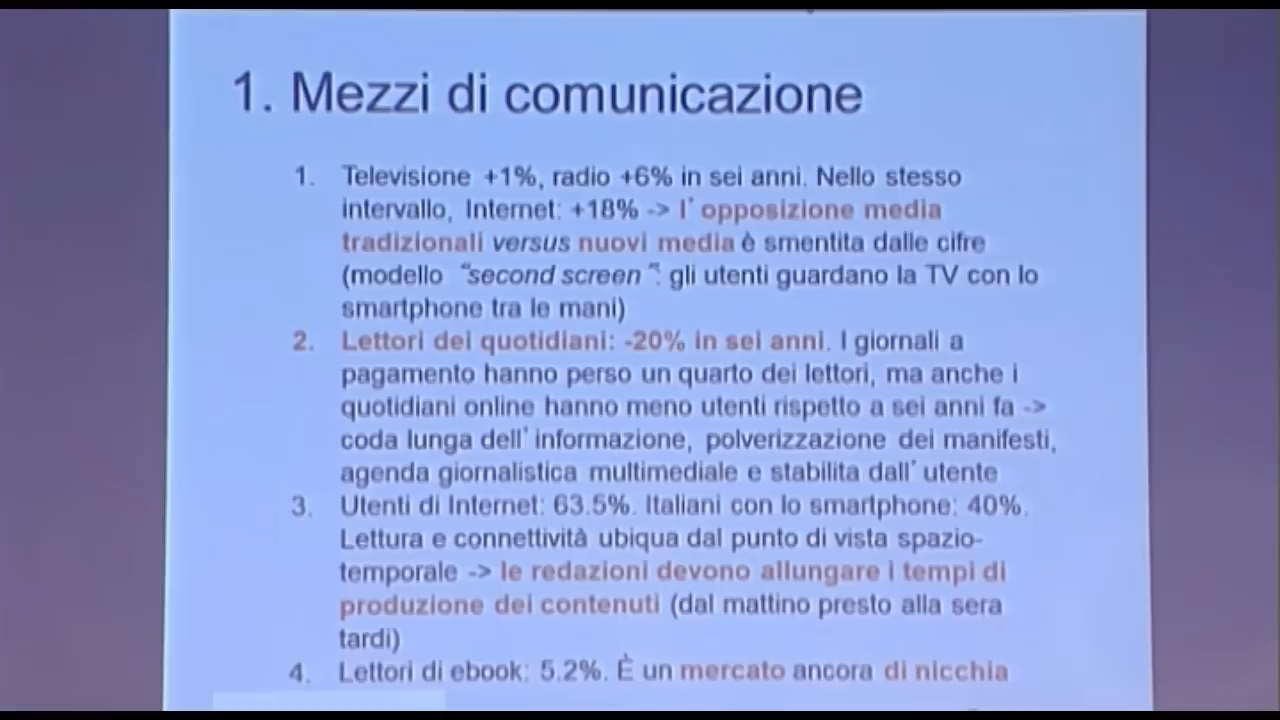 1. Mezzi di comunicazione
1. Televisione +1%, radio +6% in sei anni. Nello stesso
intervallo, Internet: +18% -> l'opposizione media
tradizionali versus nuovi media è smentita dalle cifre
(modello "second screen": gli utenti guardano la TV con lo
smartphone tra le mani)
2. Lettori dei quotidiani: -20% in sei anni. I giornali a
pagamento hanno perso un quarto dei lettori, ma anche i
quotidiani online hanno meno utenti rispetto a sei anni fa ->
coda lunga dell'informazione, polverizzazione dei manifesti,
agenda giornalistica multimediale e stabilita dall'utente
3. Utenti di Internet: 63.5%. Italiani con lo smartphone: 40%.
Lettura e connettività ubiqua dal punto di vista spazio-
temporale -> le redazioni devono allungare i tempi di
produzione dei contenuti (dal mattino presto alla sera
tardi)
4. Lettori di ebook: 5.2%. È un mercato ancora di nicchia